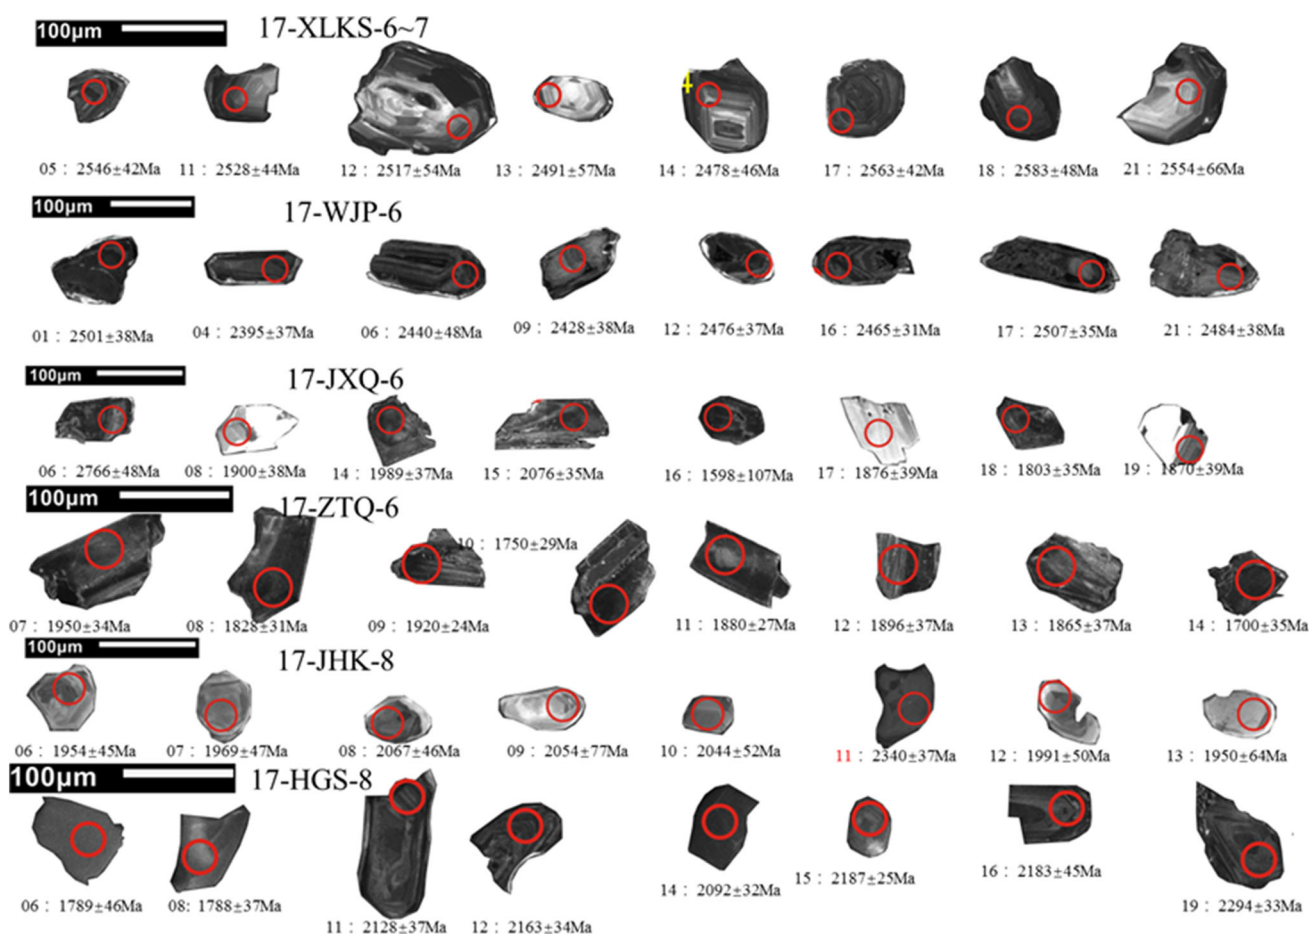 100μm 17-XLKS-6~7
4
05 : 2546±42Ma 11 : 2528±44Ma 12 : 2517±54Ma 13 : 2491±57Ma 14 : 2478±46Ma 17 : 2563±42Ma 18 : 2583±48Ma 21 : 2554±66Ma
100μm 17-WJP-6
01 : 2501±38Ma 04 : 2395±37Ma 06 : 2440±48Ma 09 : 2428±38Ma 12 : 2476±37Ma 16 : 2465±31Ma 17 : 2507±35Ma 21 : 2484±38Ma
100μm 17-JXQ-6
06 : 2766±48Ma 08 : 1900±38Ma 14 : 1989±37Ma 15 : 2076±35Ma 16 : 1598±107Ma 17 : 1876±39Ma 18 : 1803±35Ma 19 : 1870±39Ma
100μm 17-ZTQ-6
10 : 1750±29Ma
07 : 1950±34Ma 08 : 1828±31Ma 09 : 1920±24Ma 11 : 1880±27Ma 12 : 1896±37Ma 13 : 1865±37Ma 14 : 1700±35Ma
100μm 17-JHK-8
06 : 1954±45Ma 07 : 1969±47Ma 08 : 2067±46Ma 09 : 2054±77Ma 10 : 2044±52Ma 11 : 2340±37Ma 12 : 1991±50Ma 13 : 1950±64Ma
100μm 17-HGS-8
06 : 1789±46Ma 08: 1788±37Ma 11 : 2128±37Ma 12 : 2163±34Ma 14 : 2092±32Ma 15 : 2187±25Ma 16 : 2183±45Ma 19 : 2294±33Ma